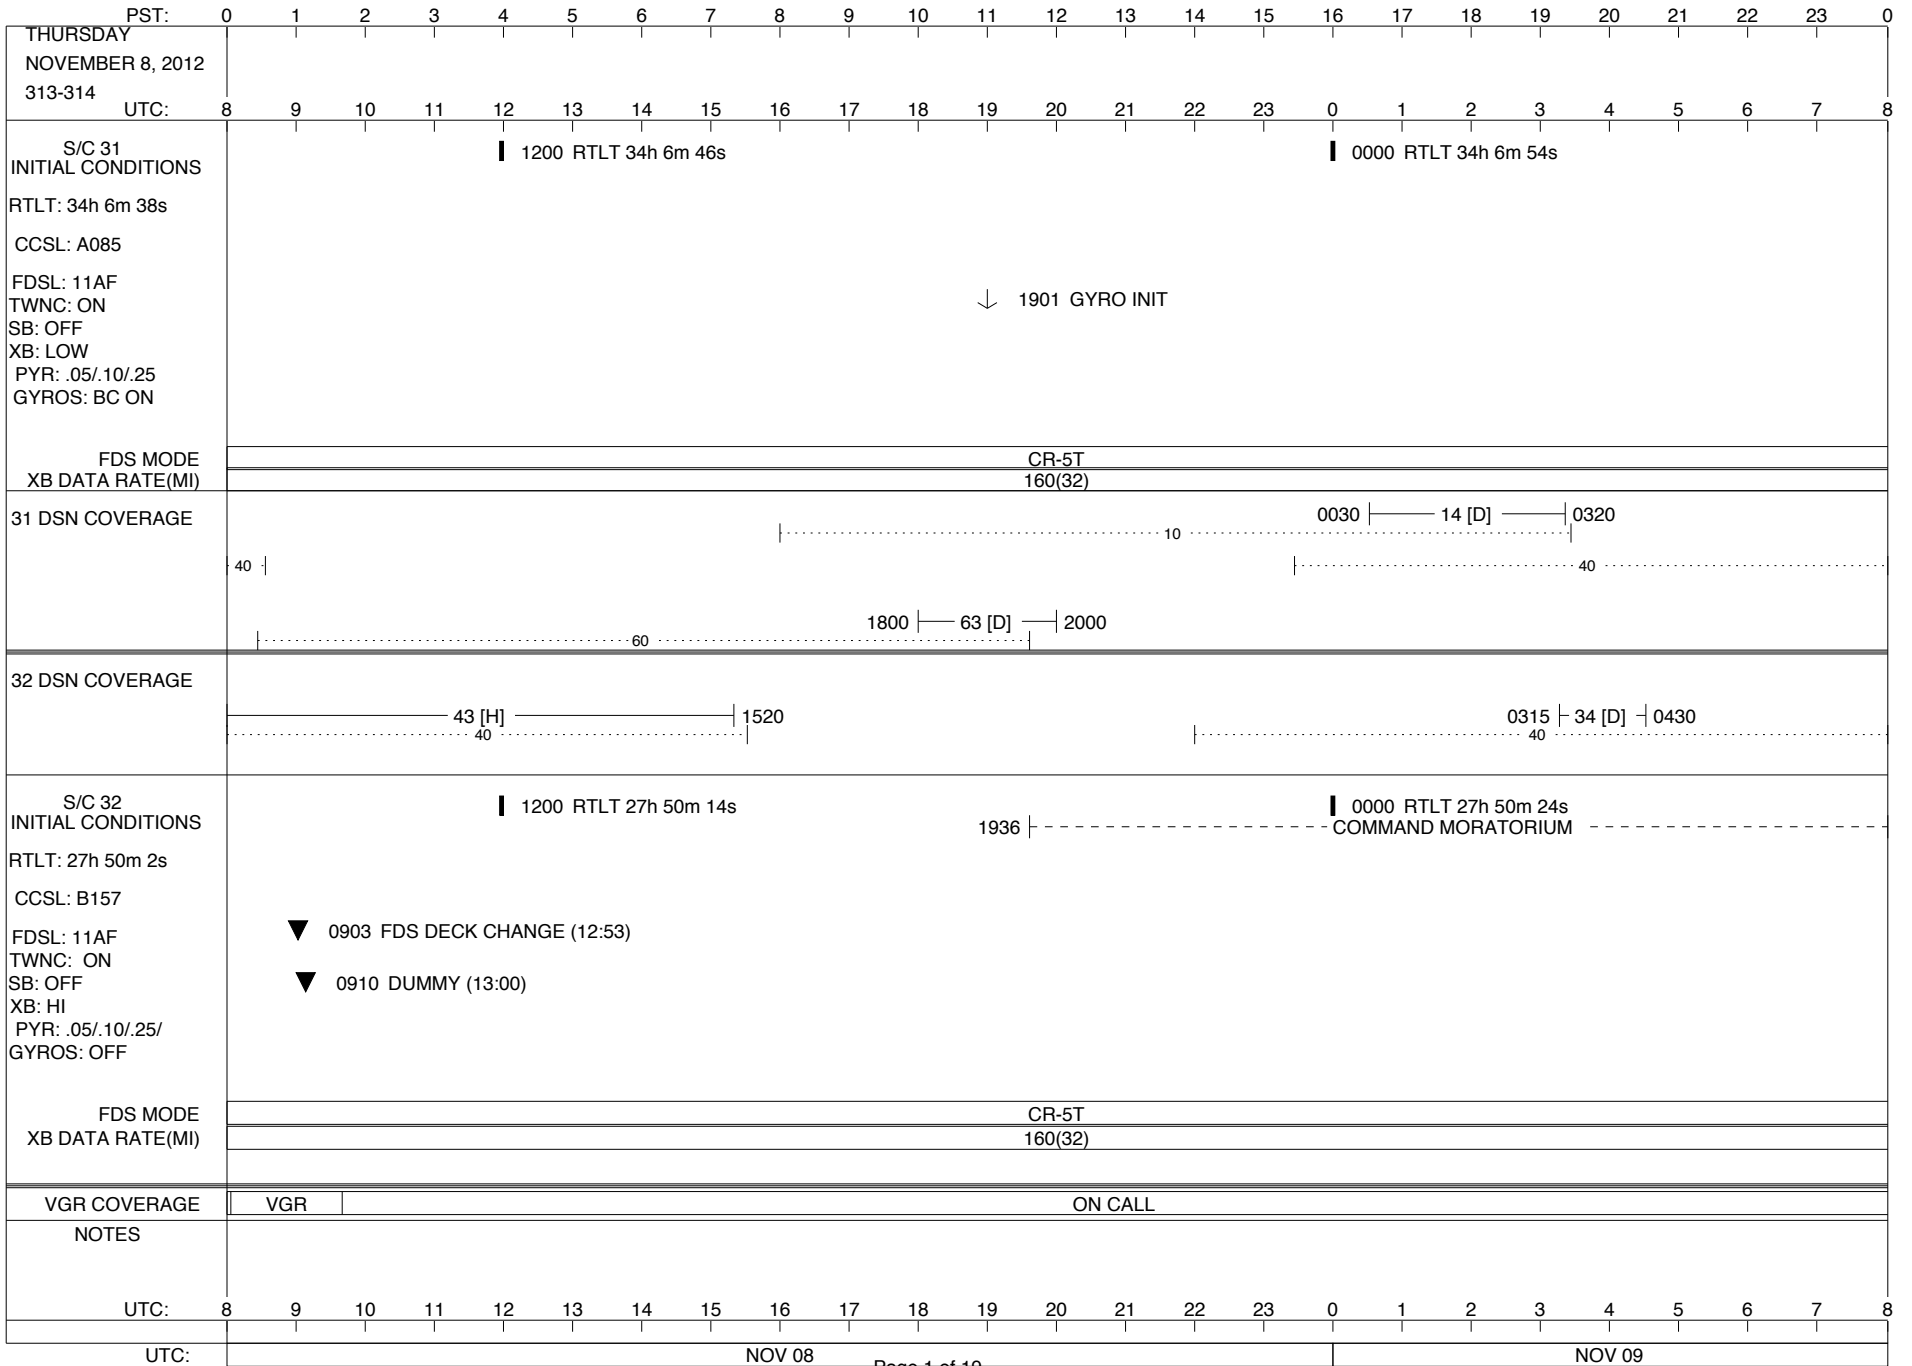 PST: 0 1 2 3 4 5 6 7 8 9 10 11 12 13 14 15 16 17 18 19 20 21 22 23 0
THURSDAY
NOVEMBER 8, 2012
313-314
UTC: 8 9 10 11 12 13 14 15 16 17 18 19 20 21 22 23 0 1 2 3 4 5 6 7 8
S/C 31
INITIAL CONDITIONS
1200 RTLT 34h 6m 46s
0000 RTLT 34h 6m 54s
RTLT: 34h 6m 38s
CCSL: A085
FDSL: 11AF
TWNC: ON
1901 GYRO INIT
SB: OFF
XB: LOW
PYR: .05/.10/.25
GYROS: BC ON
FDS MODE CR-5T
XB DATA RATE(MI) 160(32)
31 DSN COVERAGE
0030 14 [D] 0320
10
40
40
1800 63 [D] 2000
60
32 DSN COVERAGE
43 [H] 1520
40
0315 34 [D] 0430
40
S/C 32
INITIAL CONDITIONS
1200 RTLT 27h 50m 14s
0000 RTLT 27h 50m 24s
1936 COMMAND MORATORIUM
RTLT: 27h 50m 2s
CCSL: B157
0903 FDS DECK CHANGE (12:53)
FDSL: 11AF
TWNC: ON
SB: OFF
0910 DUMMY (13:00)
XB: HI
PYR: .05/.10/.25/
GYROS: OFF
FDS MODE CR-5T
XB DATA RATE(MI) 160(32)
VGR COVERAGE VGR ON CALL
NOTES
UTC: 8 9 10 11 12 13 14 15 16 17 18 19 20 21 22 23 0 1 2 3 4 5 6 7 8
UTC: NOV 08 NOV 09
Page 1 of 19